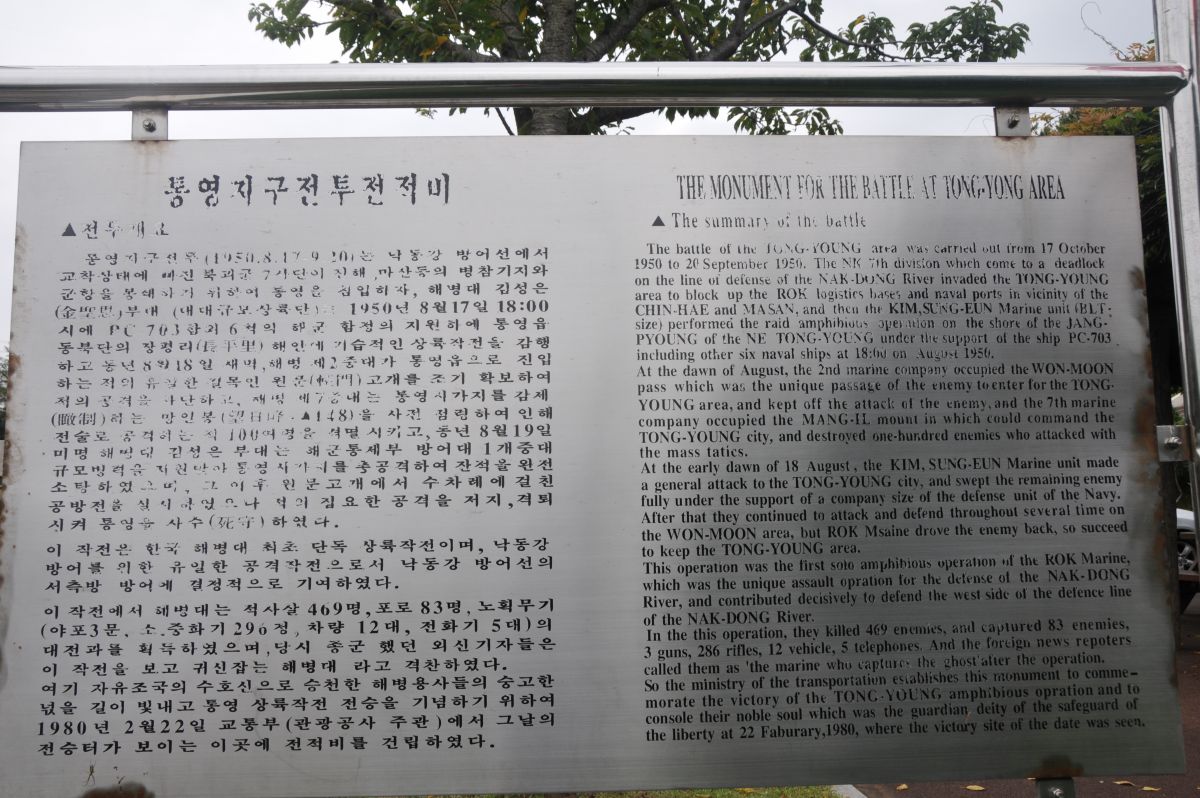 통영지구전투전적비
▲전투개요
통영지구전투(1950.8.17-9.20)는 낙동강 방어선에서
교착상태에 빠진 북괴군 7사단이 진해,마산등의 병참기지와
군항을 봉쇄하기 위하여 통영을 침입하자, 해병대 김성은
(金聖恩)부대 (대대규모상륙단)는 1950년 8월17일 18:00
시에 PC 703함외 6척의 해군 함정의 지원하에 통영읍
동북단의 장평리(長平里)해안에 기습적인 상륙작전을 감행
하고 동년8월18일 새벽,해병 제2중대가 통영읍으로 진입
하는 적의 유일한 길목인 원문(轅門)고개를 조기 확보하여
적의 공격을 차단하고, 해병 제7중대는 통영시가지를 감제
(瞰制)하는 망인봉(望日峰:▲148)을 사전 점령하여 인해
전술로 공격하는 적 100여명을 격멸 시키고,동년 8월19일
미명 해병대 김성은 부대는 해군통제부 방어대 1개중대
규모병력을 지원받아 통영시가지를 총공격하여 잔적을 완전
소탕하였으며, 그 이후 원문고개에서 수차례에 걸친
공방전을 실시하였으나 적의 집요한 공격을 저지,격퇴
시켜 통영을 사수(死守)하였다.
이 작전은 한국 해병대 최초 단독 상륙작전이며, 낙동강
방어를 위한 유일한 공격작전으로서 낙동강 방어선의
서측방 방어에 결정적으로 기여하였다.
이 작전에서 해병대는 적사살 469명,포로 83명, 노획무기
(야포3문, 소.중화기 296정, 차량 12대, 전화기 5대)의
대전과를 획득하였으며,당시 종군 했던 외신기자들은
이 작전을 보고 귀신잡는 해병대 라고 격찬하였다.
여기 자유조국의 수호신으로 승천한 해병용사들의 숭고한
넋을 길이 빛내고 통영 상륙작전 전승을 기념하기 위하여
1980년 2월22일 교통부(관광공사 주관)에서 그날의
전승터가 보이는 이곳에 전적비를 건립하였다.
THE MONUMENT FOR THE BATTLE AT TONG-YONG AREA
▲ The summary of the battle
The battle of the TONG-YOUNG area was carried out from 17 October
1950 to 20 September 1950. The NK 7th division which come to a deadlock
on the line of defense of the NAK-DONG River invaded the TONG-YOUNG
area to block up the ROK logistics bases and naval ports in vicinity of the
CHIN-HAE and MASAN, and then the KIM,SUNG-EUN Marine unit (BLT:
size) performed the raid amphibious operation on the shore of the JANG-
PYOUNG of the NE TONG-YOUNG under the support of the ship PC-703
including other six naval ships at 18:00 on August 1950.
At the dawn of August, the 2nd marine company occupied the WON-MOON
pass which was the unique passage of the enemy to enter for the TONG-
YOUNG area, and kept off the attack of the enemy, and the 7th marine
company occupied the MANG-IL mount in which could command the
TONG-YOUNG city, and destroyed one-hundred enemies who attacked with
the mass tatics.
At the early dawn of 18 August, the KIM, SUNG-EUN Marine unit made
a general attack to the TONG-YOUNG city, and swept the remaining enemy
fully under the support of a company size of the defense unit of the Navy.
After that they continued to attack and defend throughout several time on
the WON-MOON area, but ROK Msaine drove the enemy back, so succeed
to keep the TONG-YOUNG area.
This operation was the first solo amphibious operation of the ROK Marine,
which was the unique assault opration for the defense of the NAK-DONG
River, and contributed decisively to defend the west side of the defence line
of the NAK-DONG River.
In the this operation, they killed 469 enemies, and captured 83 enemies,
3 guns, 286 rifles, 12 vehicle, 5 telephones. And the foreign news repoters
called them as 'the marine who captures the ghost' after the operation.
So the ministry of the transportation establishes this monument to comme-
morate the victory of the TONG-YOUNG amphibious opration and to
console their noble soul which was the guardian deity of the safeguard of
the liberty at 22 Faburary,1980, where the victory site of the date was seen.